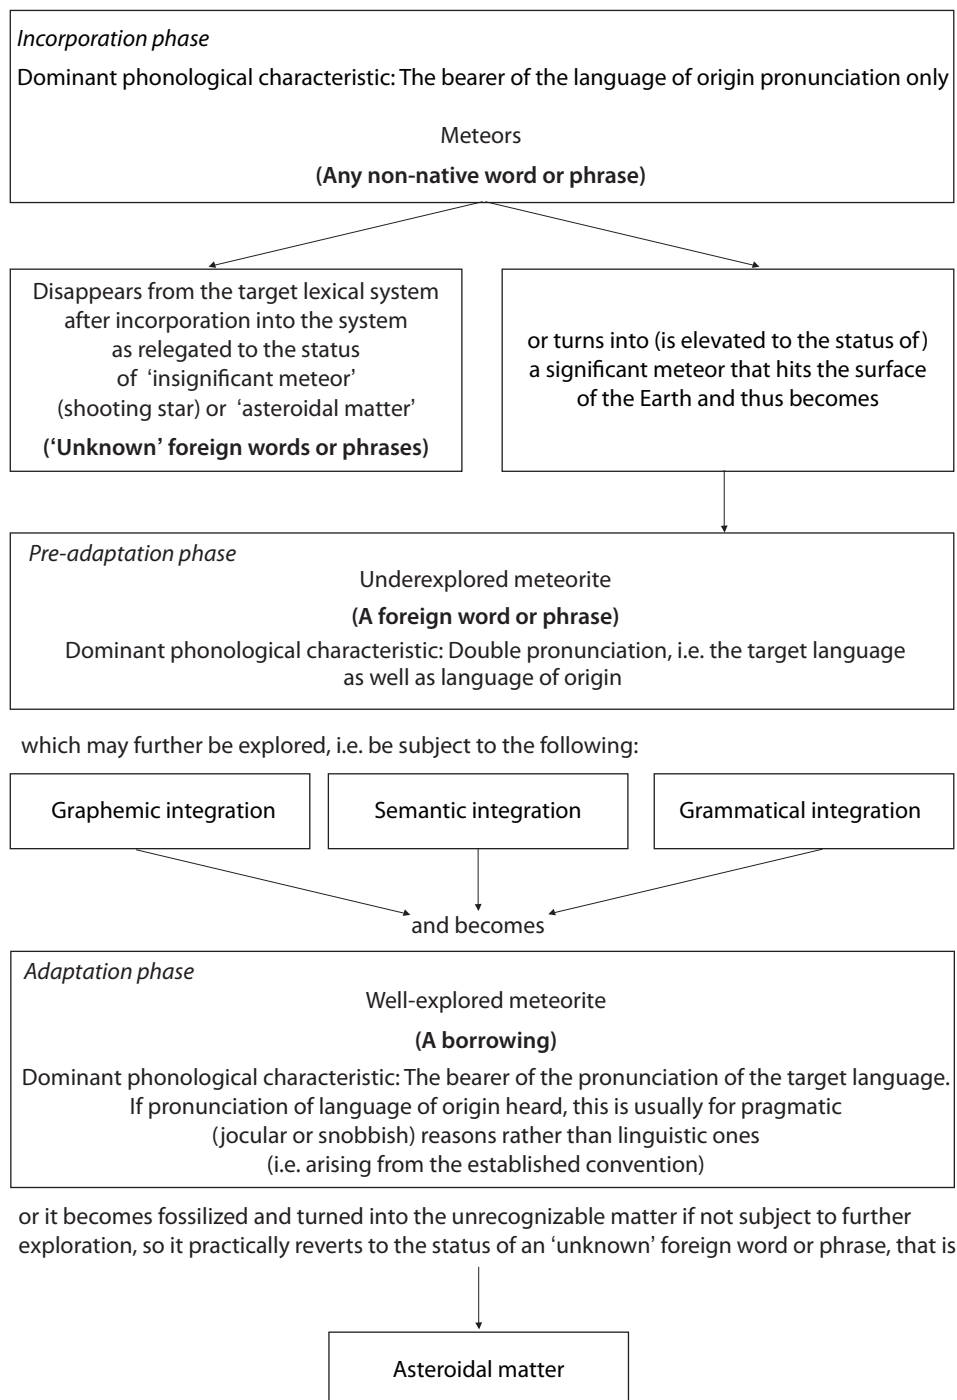 Incorporation phase
Dominant phonological characteristic: The bearer of the language of origin pronunciation only
Meteors
(Any non-native word or phrase)
Disappears from the target lexical system
after incorporation into the system
as relegated to the status
of ‘insignificant meteor’
(shooting star) or ‘asteroidal matter’
(‘Unknown’ foreign words or phrases)
or turns into (is elevated to the status of)
a significant meteor that hits the surface
of the Earth and thus becomes
Pre-adaptation phase
Underexplored meteorite
(A foreign word or phrase)
Dominant phonological characteristic: Double pronunciation, i.e. the target language
as well as language of origin
which may further be explored, i.e. be subject to the following:
Graphemic integration
Semantic integration
Grammatical integration
and becomes
Adaptation phase
Well-explored meteorite
(A borrowing)
Dominant phonological characteristic: The bearer of the pronunciation of the target language.
If pronunciation of language of origin heard, this is usually for pragmatic
(jocular or snobbish) reasons rather than linguistic ones
(i.e. arising from the established convention)
or it becomes fossilized and turned into the unrecognizable matter if not subject to further
exploration, so it practically reverts to the status of an ‘unknown’ foreign word or phrase, that is
Asteroidal matter